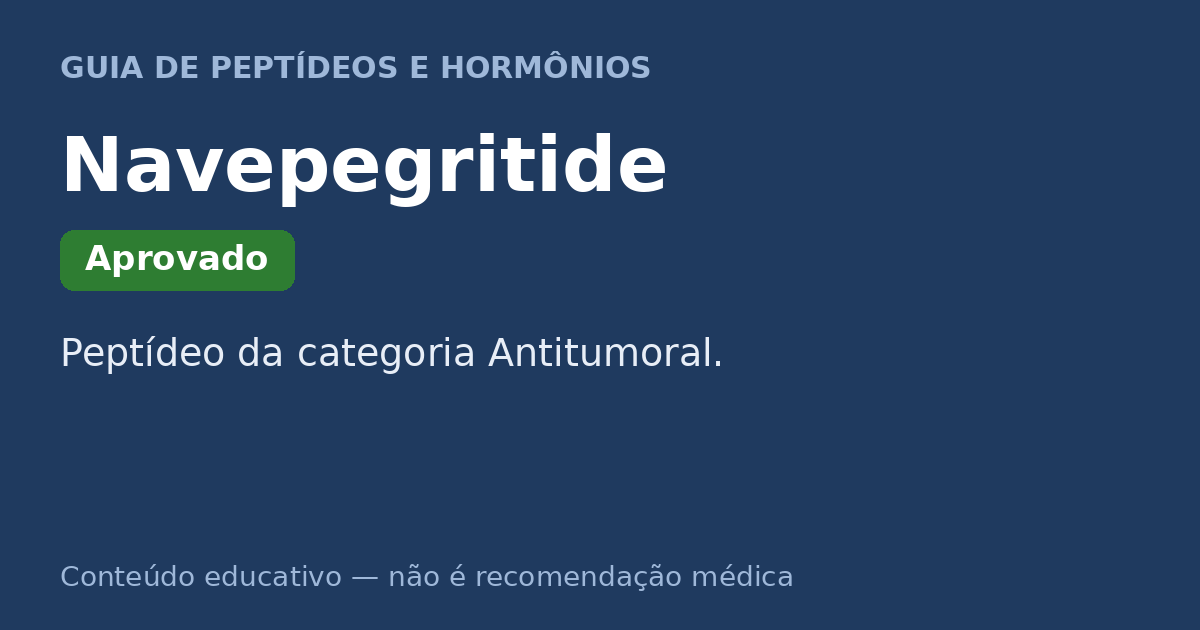 GUIA DE PEPTÍDEOS E HORMÔNIOS
Navepegritide
Aprovado
Peptídeo da categoria Antitumoral.
Conteúdo educativo — não é recomendação médica